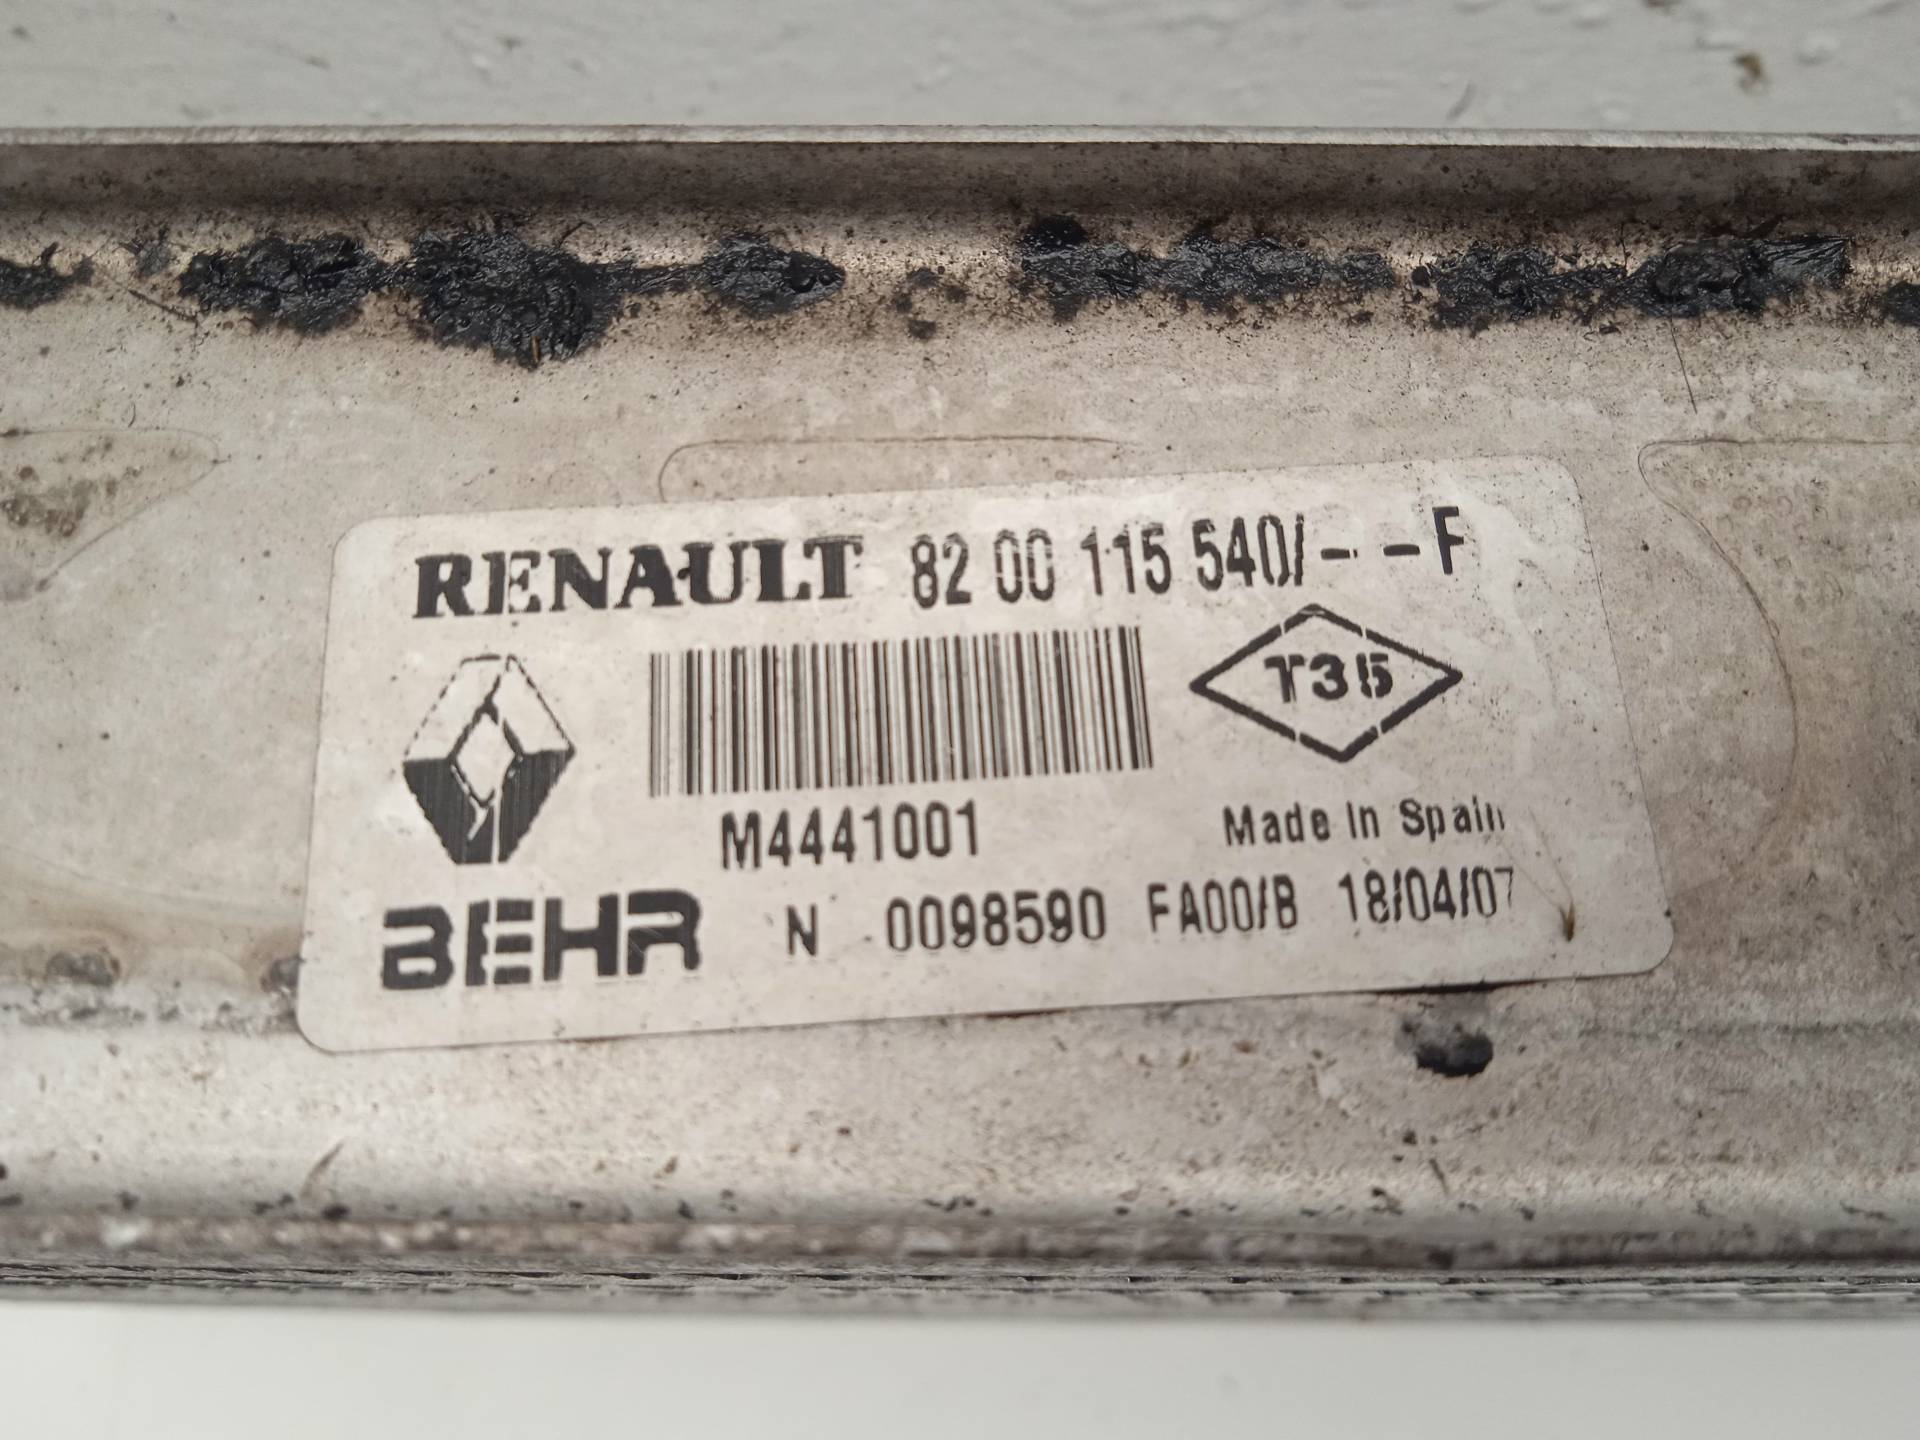 RENAULT 82 00 115 540/- -F
T35
M4441001
Made In Spain
BEHR N 0098590 FA00/B 18/04/07